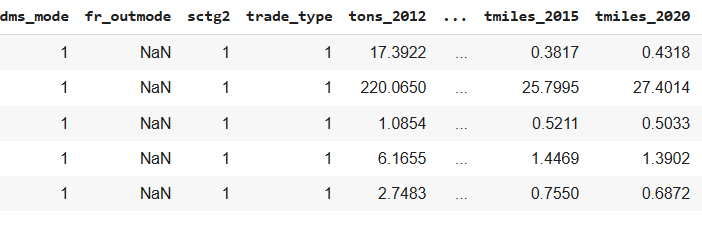 dms_mode fr_outmode sctg2 trade_type tons_2012 ... tmiles_2015 tmiles_2020
1 NaN 1 1 17.3922 ... 0.3817 0.4318
1 NaN 1 1 220.0650 ... 25.7995 27.4014
1 NaN 1 1 1.0854 ... 0.5211 0.5033
1 NaN 1 1 6.1655 ... 1.4469 1.3902
1 NaN 1 1 2.7483 ... 0.7550 0.6872